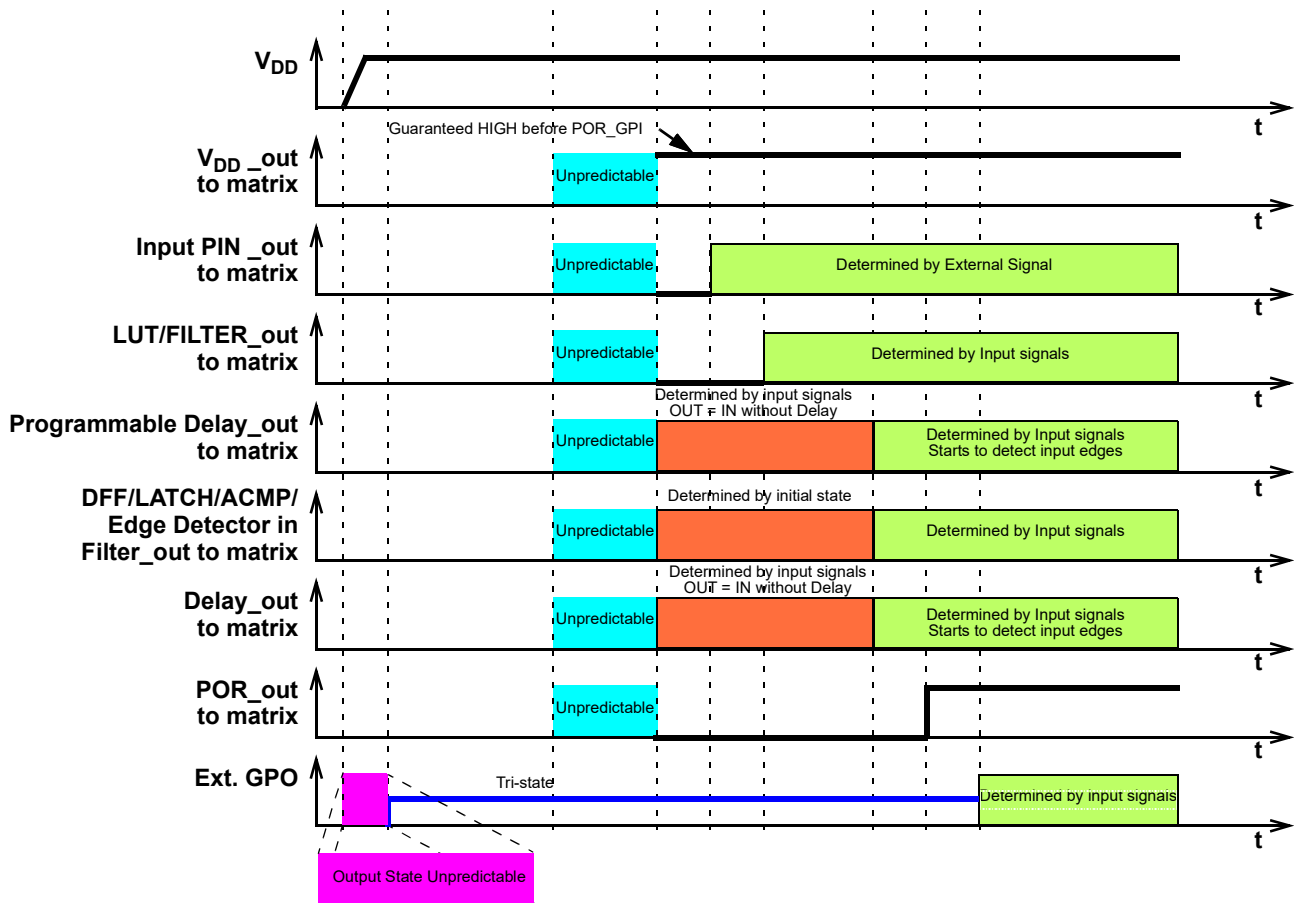 VDD
t
Guaranteed HIGH before POR_GPI
VDD _out
to matrix
Unpredictable
t
Input PIN _out
to matrix
Unpredictable
Determined by External Signal
t
LUT/FILTER_out
to matrix
Unpredictable
Determined by Input signals
t
Programmable Delay_out
to matrix
Unpredictable
Determined by input signals
OUT = IN without Delay
Determined by Input signals
Starts to detect input edges
t
DFF/LATCH/ACMP/
Edge Detector in
Filter_out to matrix
Unpredictable
Determined by initial state
Determined by Input signals
t
Delay_out
to matrix
Unpredictable
Determined by input signals
OUT = IN without Delay
Determined by Input signals
Starts to detect input edges
t
POR_out
to matrix
Unpredictable
t
Ext. GPO
Tri-state
Determined by input signals
t
Output State Unpredictable